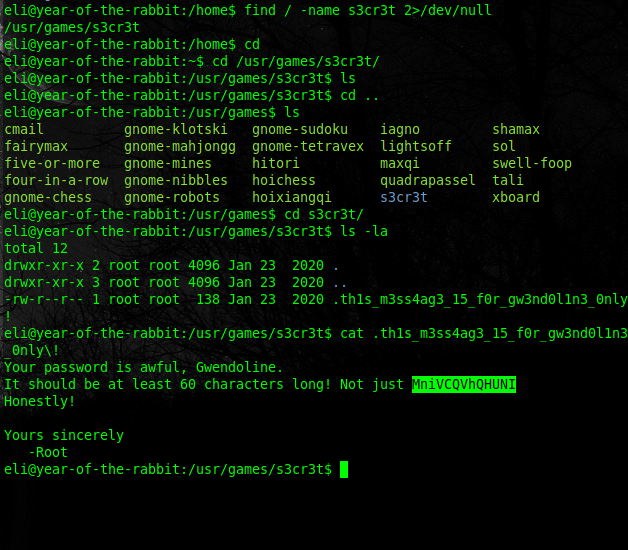 eli@year-of-the-rabbit:/home$ find / -name s3cr3t 2>/dev/null
/usr/games/s3cr3t
eli@year-of-the-rabbit:/home$ cd
eli@year-of-the-rabbit:~$ cd /usr/games/s3cr3t/
eli@year-of-the-rabbit:/usr/games/s3cr3t$ ls
eli@year-of-the-rabbit:/usr/games/s3cr3t$ cd ..
eli@year-of-the-rabbit:/usr/games$ ls
cmail          gnome-klotski   gnome-sudoku    iagno         shamax
fairymax       gnome-mahjongg  gnome-tetravex  lightsoff     sol
five-or-more   gnome-mines     hitori          maxqi         swell-foop
four-in-a-row  gnome-nibbles   hoichess        quadrapassel  tali
gnome-chess    gnome-robots    hoixiangqi      s3cr3t        xboard
eli@year-of-the-rabbit:/usr/games$ cd s3cr3t/
eli@year-of-the-rabbit:/usr/games/s3cr3t$ ls -la
total 12
drwxr-xr-x 2 root root 4096 Jan 23  2020 .
drwxr-xr-x 3 root root 4096 Jan 23  2020 ..
-rw-r--r-- 1 root root  138 Jan 23  2020 .th1s_m3ss4ag3_15_f0r_gw3nd0l1n3_0nly
!
eli@year-of-the-rabbit:/usr/games/s3cr3t$ cat .th1s_m3ss4ag3_15_f0r_gw3nd0l1n3
_0nly\!
Your password is awful, Gwendoline.
It should be at least 60 characters long! Not just MniVCQVhQHUNI
Honestly!

Yours sincerely
   -Root
eli@year-of-the-rabbit:/usr/games/s3cr3t$